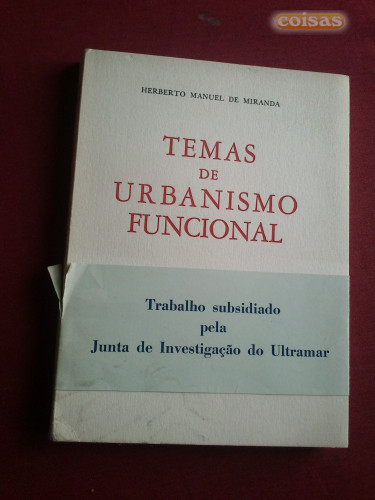 coisas
HERBERTO MANUEL DE MIRANDA
TEMAS
DE
URBANISMO
FUNCIONAL
Trabalho subsidiado
pela
Junta de Investigação do Ultramar